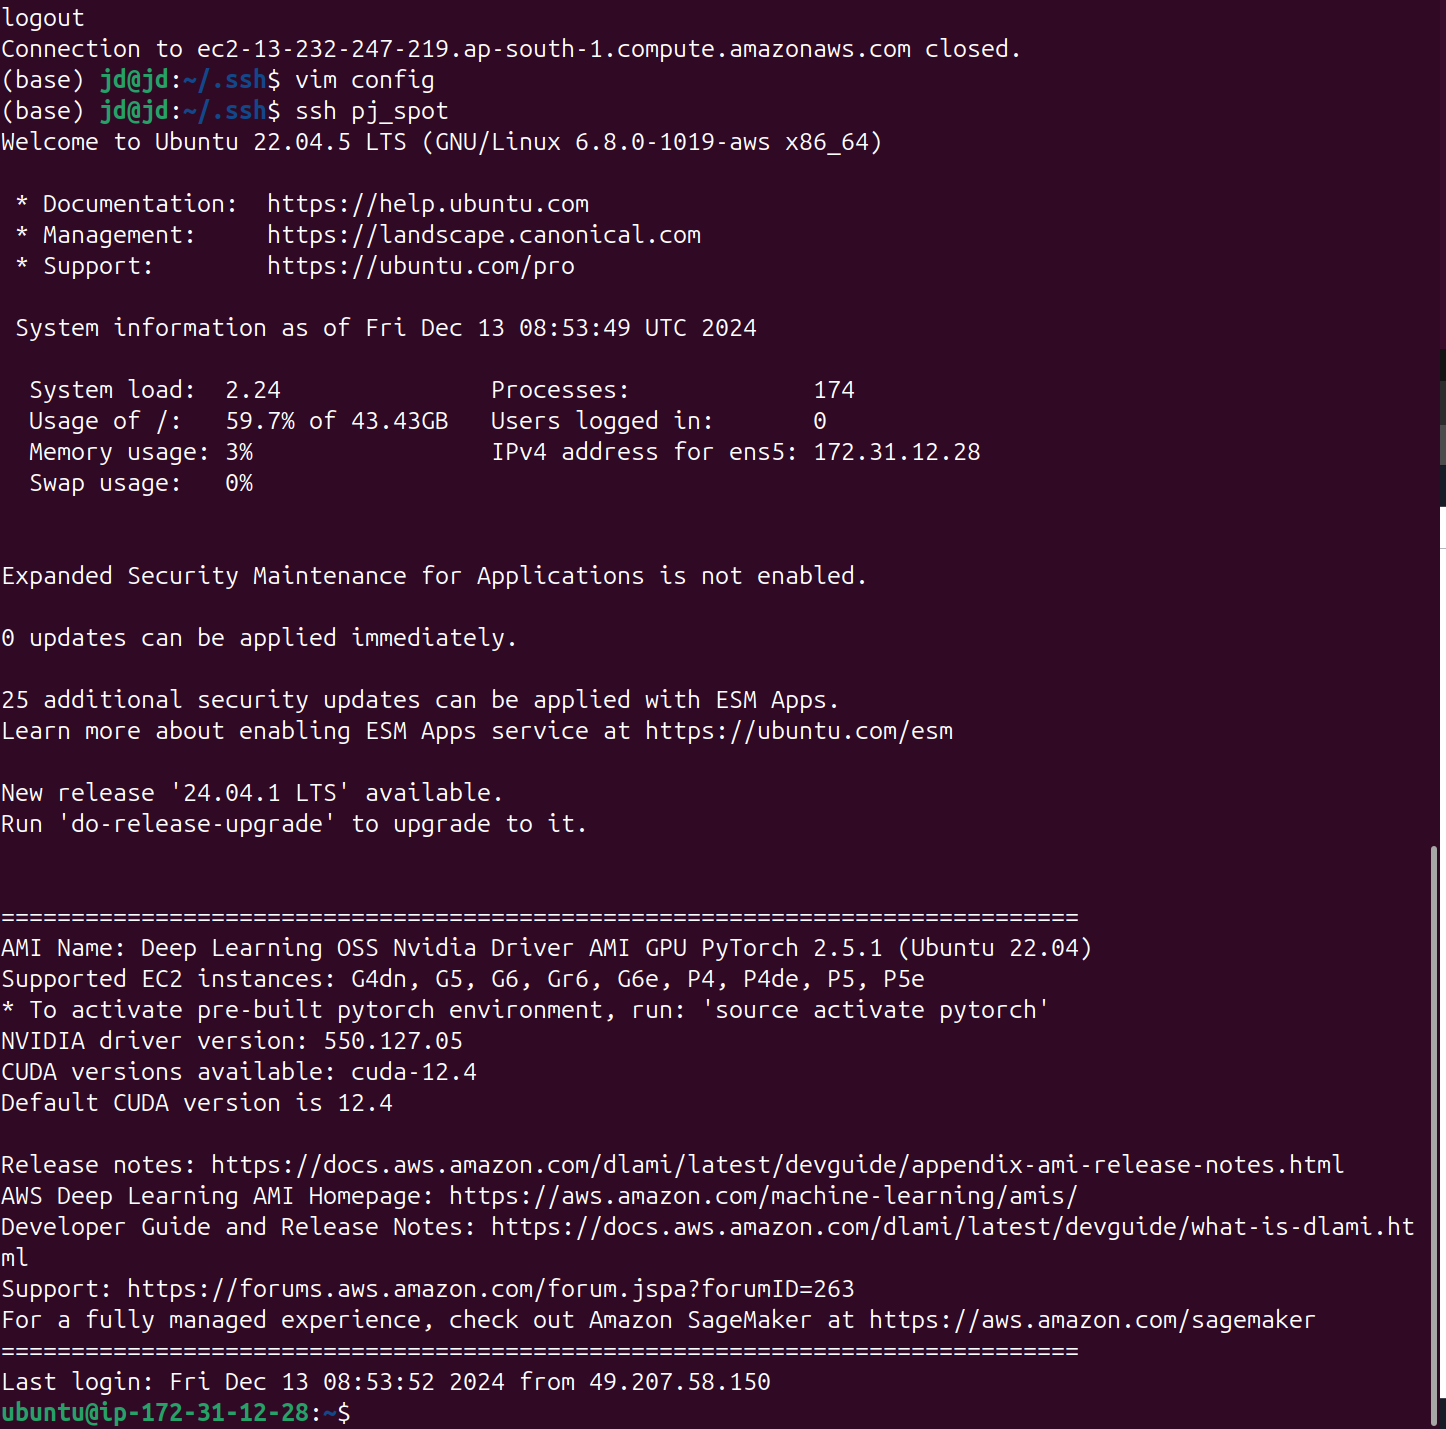 logout
Connection to ec2-13-232-247-219.ap-south-1.compute.amazonaws.com closed.
(base) jd@jd:~/.ssh$ vim config
(base) jd@jd:~/.ssh$ ssh pj_spot
Welcome to Ubuntu 22.04.5 LTS (GNU/Linux 6.8.0-1019-aws x86_64)

 * Documentation:  https://help.ubuntu.com
 * Management:     https://landscape.canonical.com
 * Support:        https://ubuntu.com/pro

 System information as of Fri Dec 13 08:53:49 UTC 2024

  System load:  2.24               Processes:             174
  Usage of /:   59.7% of 43.43GB   Users logged in:       0
  Memory usage: 3%                 IPv4 address for ens5: 172.31.12.28
  Swap usage:   0%

Expanded Security Maintenance for Applications is not enabled.

0 updates can be applied immediately.

25 additional security updates can be applied with ESM Apps.
Learn more about enabling ESM Apps service at https://ubuntu.com/esm

New release '24.04.1 LTS' available.
Run 'do-release-upgrade' to upgrade to it.

=============================================================================
AMI Name: Deep Learning OSS Nvidia Driver AMI GPU PyTorch 2.5.1 (Ubuntu 22.04)
Supported EC2 instances: G4dn, G5, G6, Gr6, G6e, P4, P4de, P5, P5e
* To activate pre-built pytorch environment, run: 'source activate pytorch'
NVIDIA driver version: 550.127.05
CUDA versions available: cuda-12.4
Default CUDA version is 12.4

Release notes: https://docs.aws.amazon.com/dlami/latest/devguide/appendix-ami-release-notes.html
AWS Deep Learning AMI Homepage: https://aws.amazon.com/machine-learning/amis/
Developer Guide and Release Notes: https://docs.aws.amazon.com/dlami/latest/devguide/what-is-dlami.ht
ml
Support: https://forums.aws.amazon.com/forum.jspa?forumID=263
For a fully managed experience, check out Amazon SageMaker at https://aws.amazon.com/sagemaker
=============================================================================
Last login: Fri Dec 13 08:53:52 2024 from 49.207.58.150
ubuntu@ip-172-31-12-28:~$